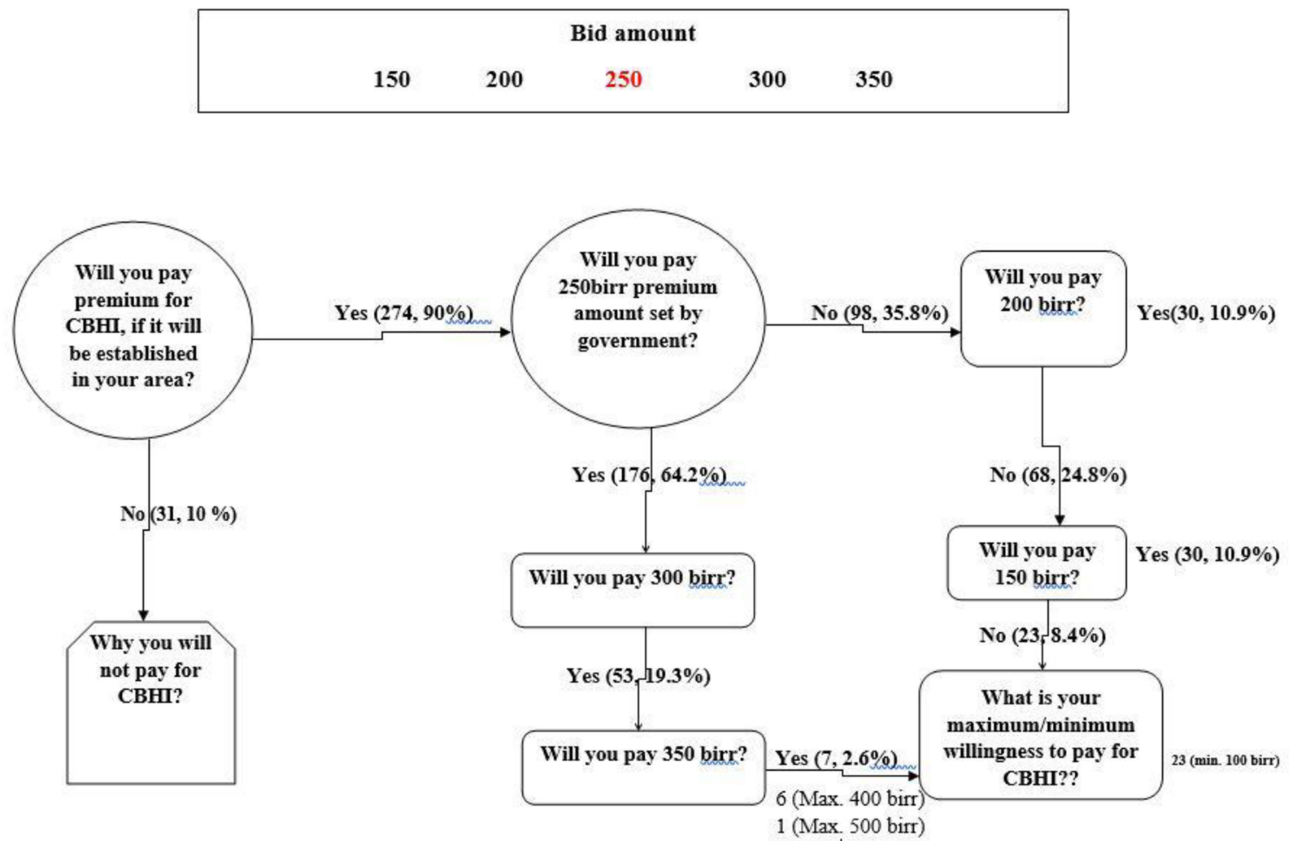 Bid amount
150 200 250 300 350
Will you pay
premium for
CBHI, if it will
be established
in your area?
Yes (274, 90%)
Will you pay
250birr premium
amount set by
government?
No (98, 35.8%)
Will you pay
200 birr?
Yes(30, 10.9%)
No (31, 10 %)
Why you will
not pay for
CBHI?
Yes (176, 64.2%)
Will you pay 300 birr?
Yes (53, 19.3%)
Will you pay 350 birr?
Yes (7, 2.6%)
6 (Max. 400 birr)
1 (Max. 500 birr)
No (68, 24.8%)
Will you pay
150 birr?
Yes (30, 10.9%)
No (23, 8.4%)
What is your
maximum/minimum
willingness to pay for
CBHI??
23 (min. 100 birr)